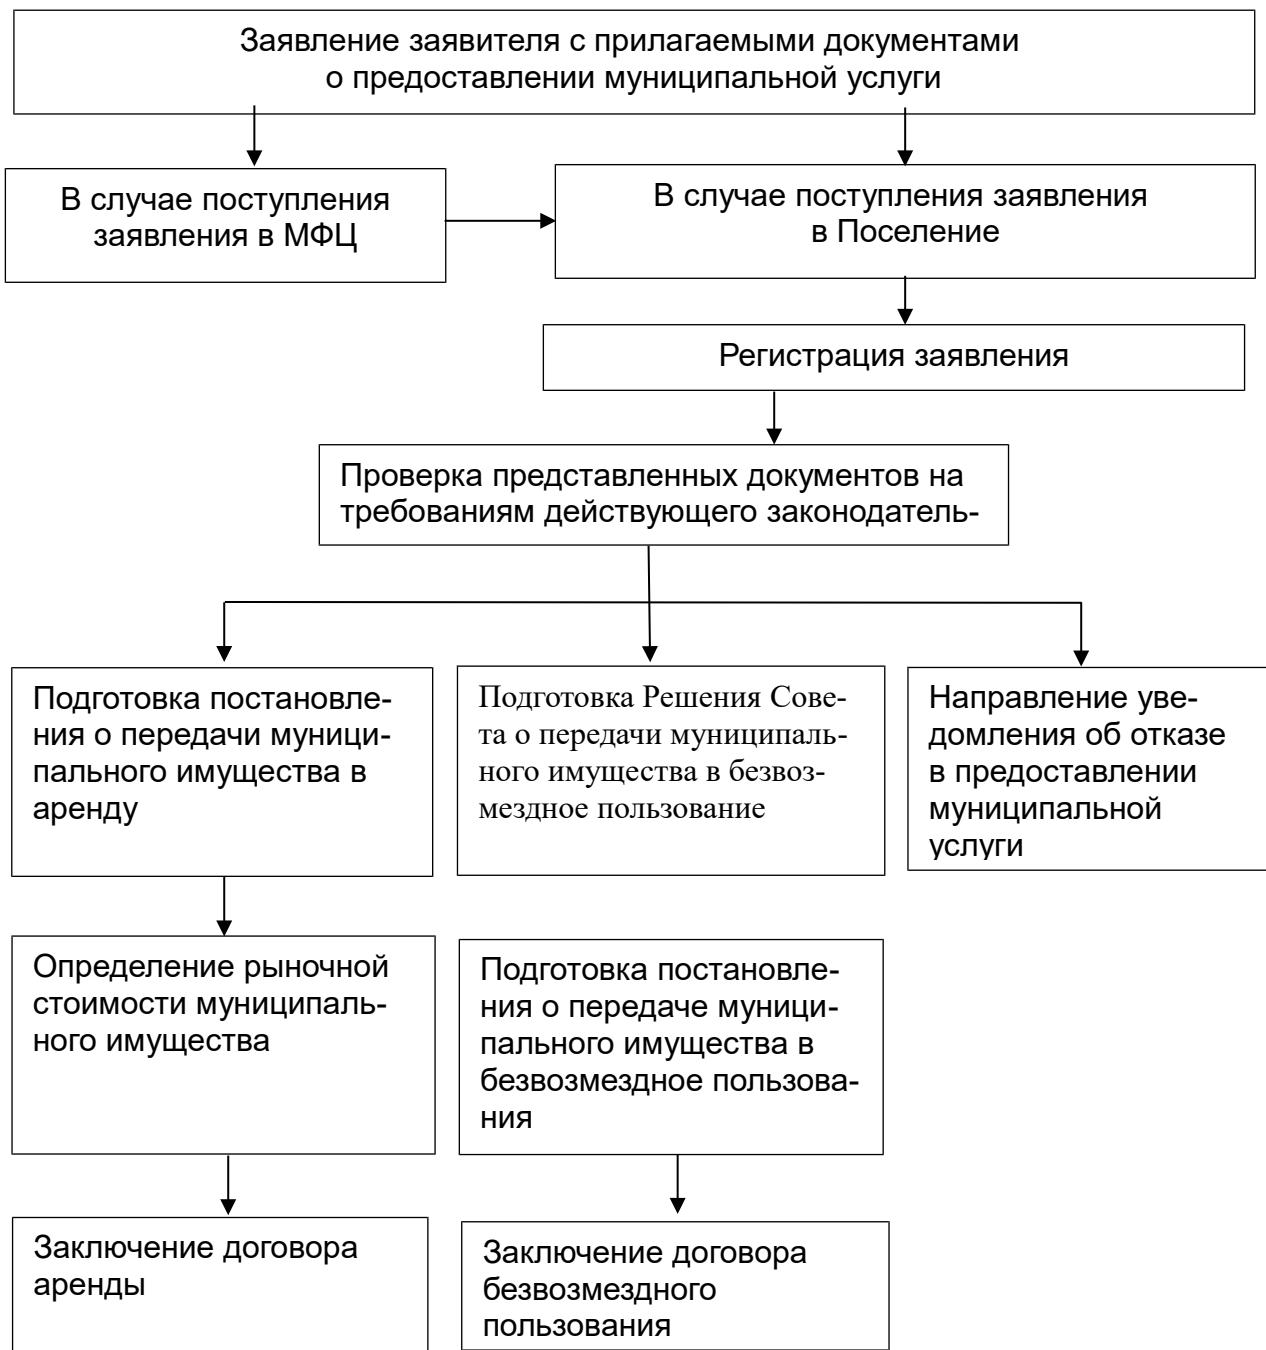 Заявление заявителя с прилагаемыми документами
о предоставлении муниципальной услуги
В случае поступления
заявления в МФЦ
В случае поступления заявления
в Поселение
Регистрация заявления
Проверка представленных документов на
требованиям действующего законодатель-
Подготовка постановле-
ния о передачи муници-
пального имущества в
аренду
Подготовка Решения Сове-
та о передачи муниципаль-
ного имущества в безвоз-
мездное пользование
Направление уве-
домления об отказе
в предоставлении
муниципальной
услуги
Определение рыночной
стоимости муниципаль-
ного имущества
Подготовка постановле-
ния о передаче муници-
пального имущества в
безвозмездное пользова-
ния
Заключение договора
аренды
Заключение договора
безвозмездного
пользования